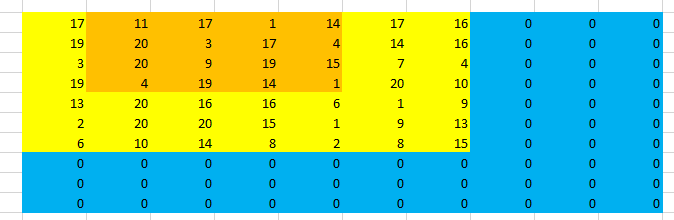 17 11 17 1 14 17 16 0 0 0
19 20 3 17 4 14 16 0 0 0
3 20 9 19 15 7 4 0 0 0
19 4 19 14 1 20 10 0 0 0
13 20 16 16 6 1 9 0 0 0
2 20 20 15 1 9 13 0 0 0
6 10 14 8 2 8 15 0 0 0
0 0 0 0 0 0 0 0 0 0
0 0 0 0 0 0 0 0 0 0
0 0 0 0 0 0 0 0 0 0